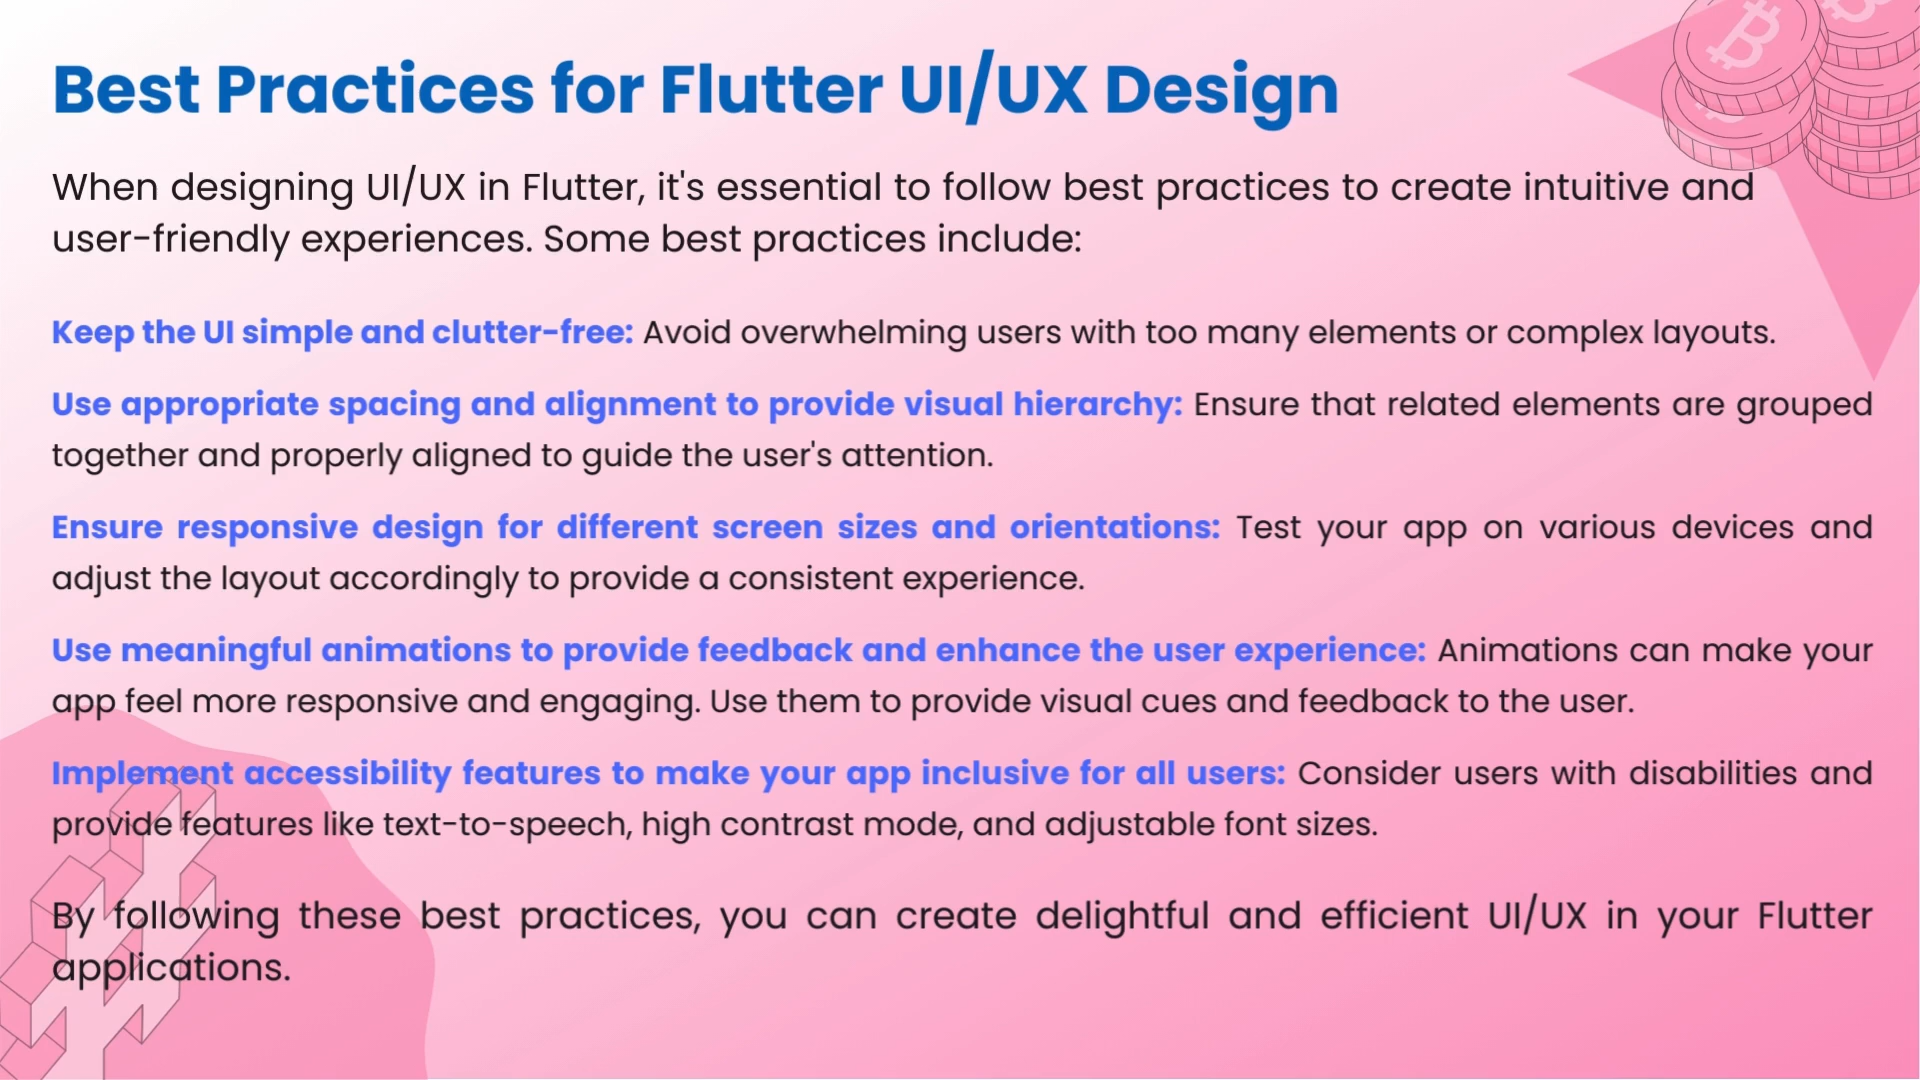 Best Practices for Flutter UI/UX Design
When designing UI/UX in Flutter, it's essential to follow best practices to create intuitive and
user-friendly experiences. Some best practices include:
Keep the UI simple and clutter-free: Avoid overwhelming users with too many elements or complex layouts.
Use appropriate spacing and alignment to provide visual hierarchy: Ensure that related elements are grouped
together and properly aligned to guide the user's attention.
Ensure responsive design for different screen sizes and orientations: Test your app on various devices and
adjust the layout accordingly to provide a consistent experience.
Use meaningful animations to provide feedback and enhance the user experience: Animations can make your
app feel more responsive and engaging. Use them to provide visual cues and feedback to the user.
Implement accessibility features to make your app inclusive for all users: Consider users with disabilities and
provide features like text-to-speech, high contrast mode, and adjustable font sizes.
By following these best practices, you can create delightful and efficient UI/UX in your Flutter
applications.